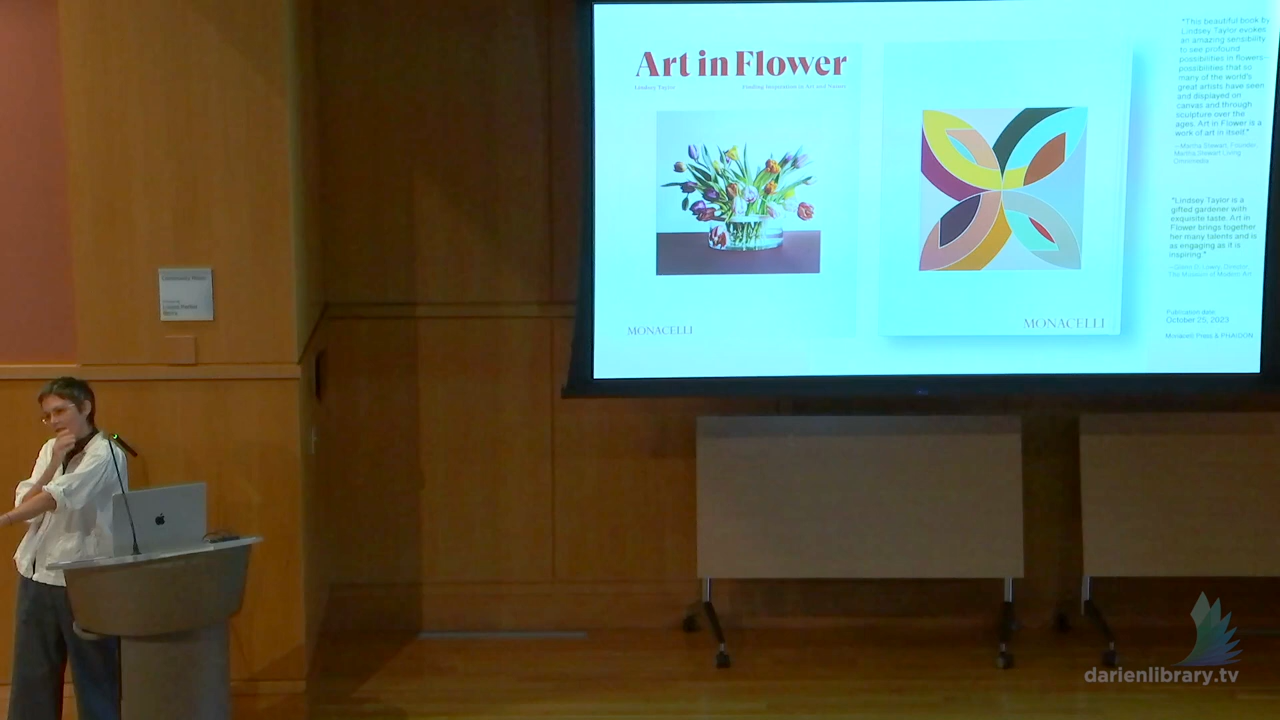 Art in Flower
Lindsey Taylor
Finding Inspiration in Art and Nature
MONACELLI
MONACELLI
"This beautiful book by
Lindsey Taylor evokes
an amazing sensibility
to see profound
possibilities in flowers–
possibilities that so
many of the world's
great artists have seen
and displayed on
canvas and through
sculpture over the
ages. Art in Flower is a
work of art in itself."
—Martha Stewart, Founder,
Martha Stewart Living
Omnimedia
"Lindsey Taylor is a
gifted gardener with
exquisite taste. Art in
Flower brings together
her many talents and is
as engaging as it is
inspiring."
—Glenn D. Lowry, Director,
The Museum of Modern Art
Publication date:
October 25, 2023
Monacelli Press & PHAIDON
Community Room
darienlibrary.tv